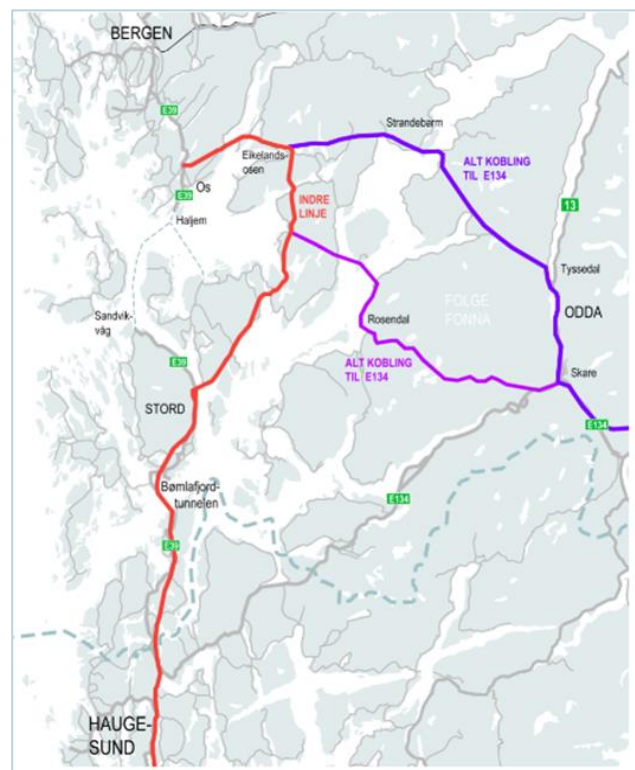 BERGEN
E39
Strandebarm
Eikelands-
osen
ALT KOBLING
TIL E134
Os
E39
INDRE
LINJE
13
Haljem
Tyssedal
Sandvik-
våg
FOLGE
FONNA
ODDA
Rosendal
E39
ALT KOBLING
TIL E134
Skare
STORD
E134
Bømlafjord-
tunnelen
E134
E39
HAUGE-
SUND